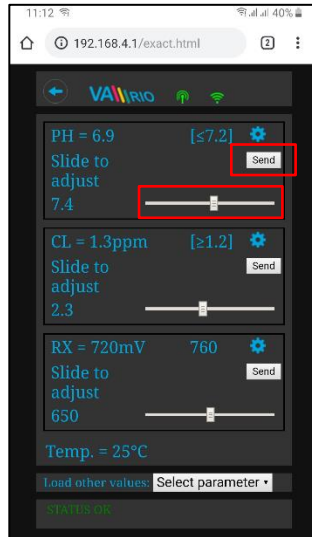 11:12 40%
192.168.4.1/exact.html 2
VA RIO
PH = 6.9 [≤7.2]
Slide to Send
adjust
7.4
CL = 1.3ppm [≥1.2]
Slide to Send
adjust
2.3
RX = 720mV 760
Slide to Send
adjust
650
Temp. = 25°C
Load other values: Select parameter
STATUS OK